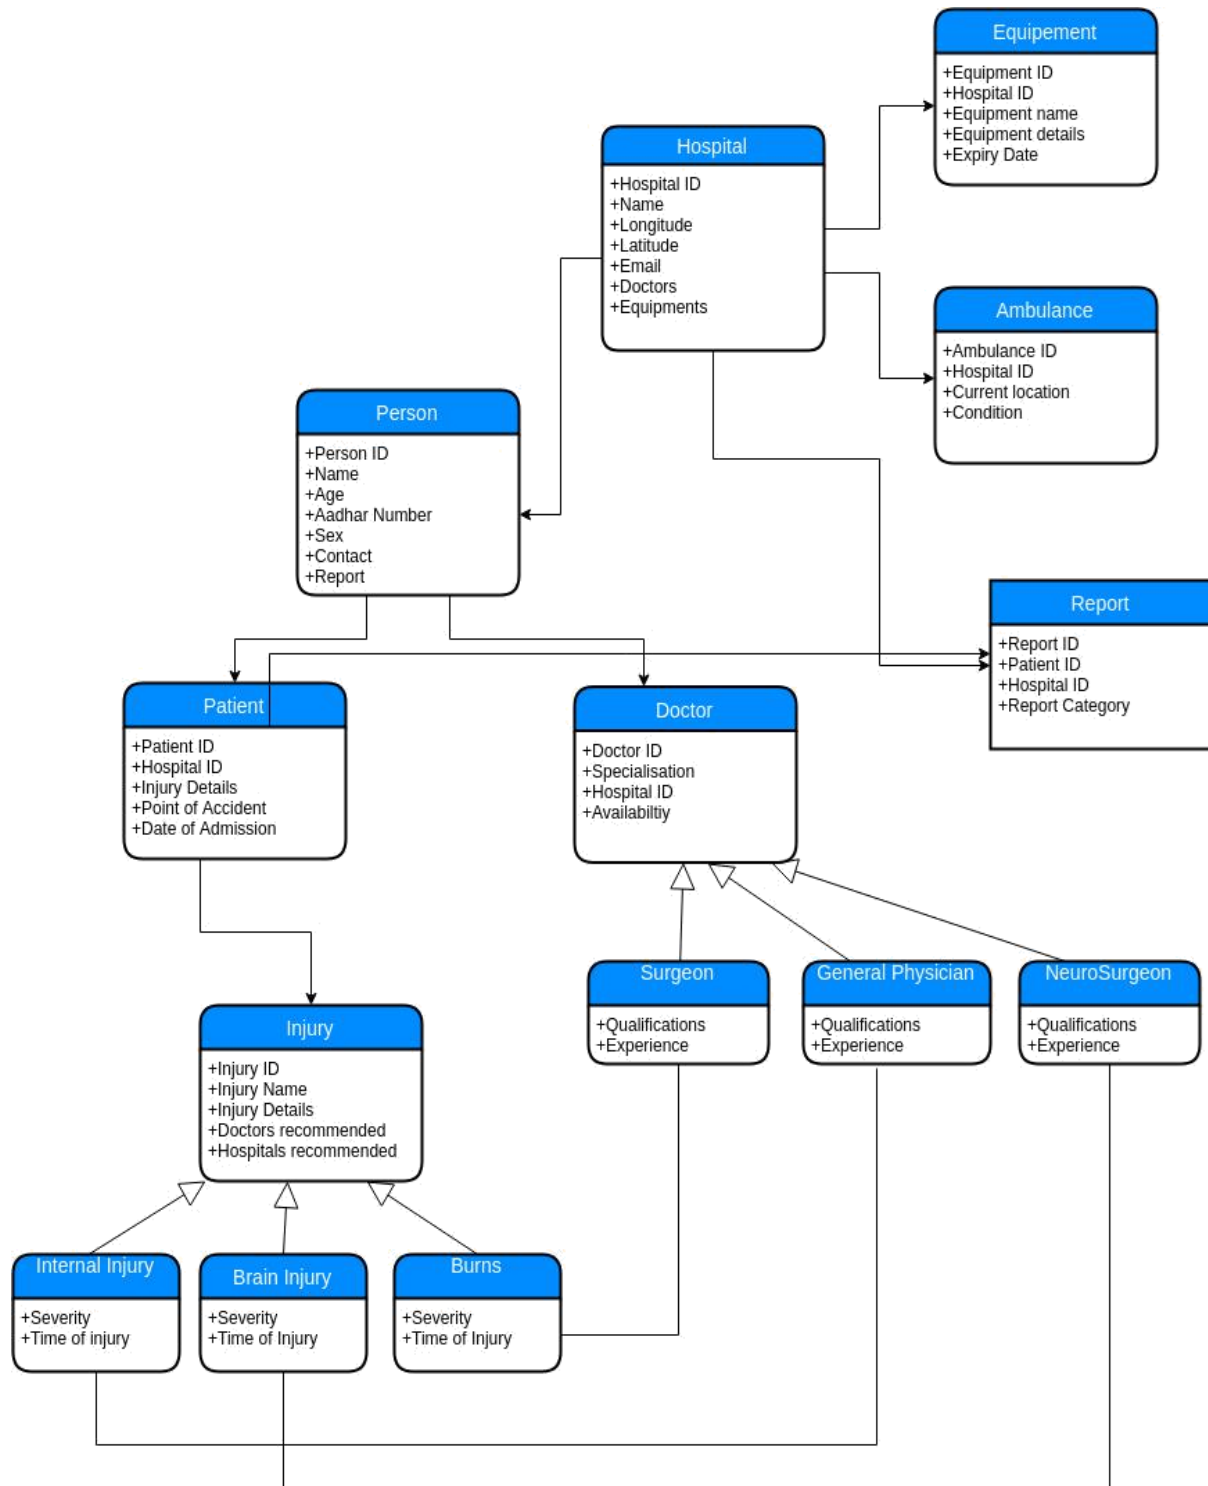 Equipement
+Equipment ID
+Hospital ID
+Equipment name
+Equipment details
+Expiry Date
Hospital
+Hospital ID
+Name
+Longitude
+Latitude
+Email
+Doctors
+Equipments
Ambulance
+Ambulance ID
+Hospital ID
+Current location
+Condition
Person
+Person ID
+Name
+Age
+Aadhar Number
+Sex
+Contact
+Report
Report
+Report ID
+Patient ID
+Hospital ID
+Report Category
Patient
+Patient ID
+Hospital ID
+Injury Details
+Point of Accident
+Date of Admission
Doctor
+Doctor ID
+Specialisation
+Hospital ID
+Availabiltiy
Surgeon
+Qualifications
+Experience
General Physician
+Qualifications
+Experience
NeuroSurgeon
+Qualifications
+Experience
Injury
+Injury ID
+Injury Name
+Injury Details
+Doctors recommended
+Hospitals recommended
Internal Injury
+Severity
+Time of injury
Brain Injury
+Severity
+Time of Injury
Burns
+Severity
+Time of Injury